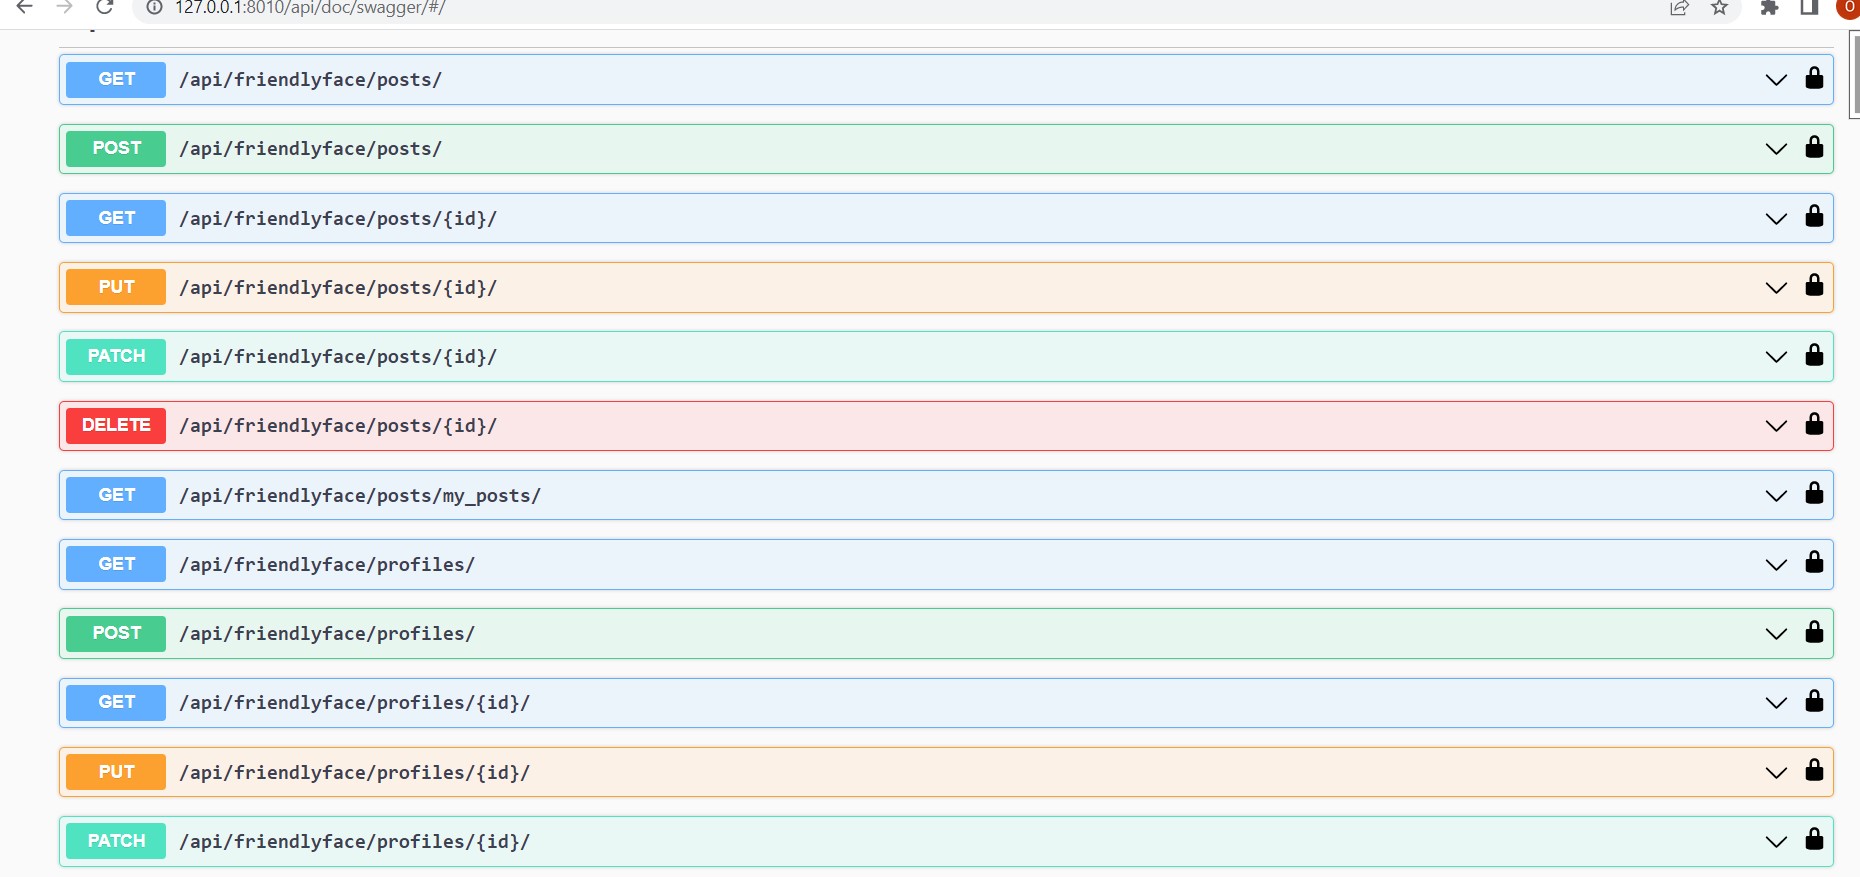 127.0.0.1:8010/api/doc/swagger/#/
O
GET /api/friendlyface/posts/
POST /api/friendlyface/posts/
GET /api/friendlyface/posts/{id}/
PUT /api/friendlyface/posts/{id}/
PATCH /api/friendlyface/posts/{id}/
DELETE /api/friendlyface/posts/{id}/
GET /api/friendlyface/posts/my_posts/
GET /api/friendlyface/profiles/
POST /api/friendlyface/profiles/
GET /api/friendlyface/profiles/{id}/
PUT /api/friendlyface/profiles/{id}/
PATCH /api/friendlyface/profiles/{id}/